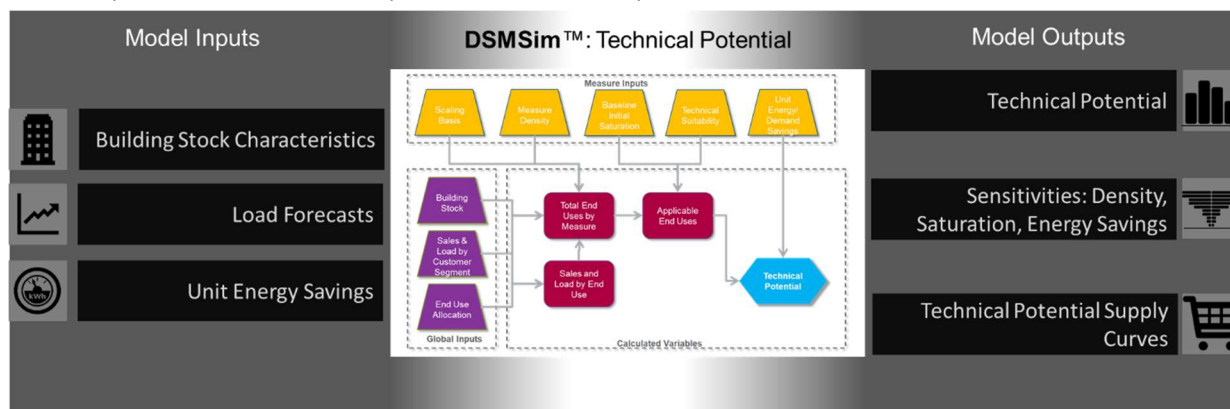 Model Inputs
Building Stock Characteristics
Load Forecasts
kWh
Unit Energy Savings
DSMSim™: Technical Potential
Measure Inputs
Scaling
Basis
Measure
Density
Baseline
Initial
Saturation
Technical
Suitability
Unit
Energy/
Demand
Savings
Building
Stock
Sales &
Load by
Customer
Segment
End Use
Allocation
Global Inputs
Total End
Uses by
Measure
Applicable
End Uses
Sales and
Load by End
Use
Technical
Potential
Calculated Variables
Model Outputs
Technical Potential
Sensitivities: Density,
Saturation, Energy Savings
Technical Potential Supply
Curves